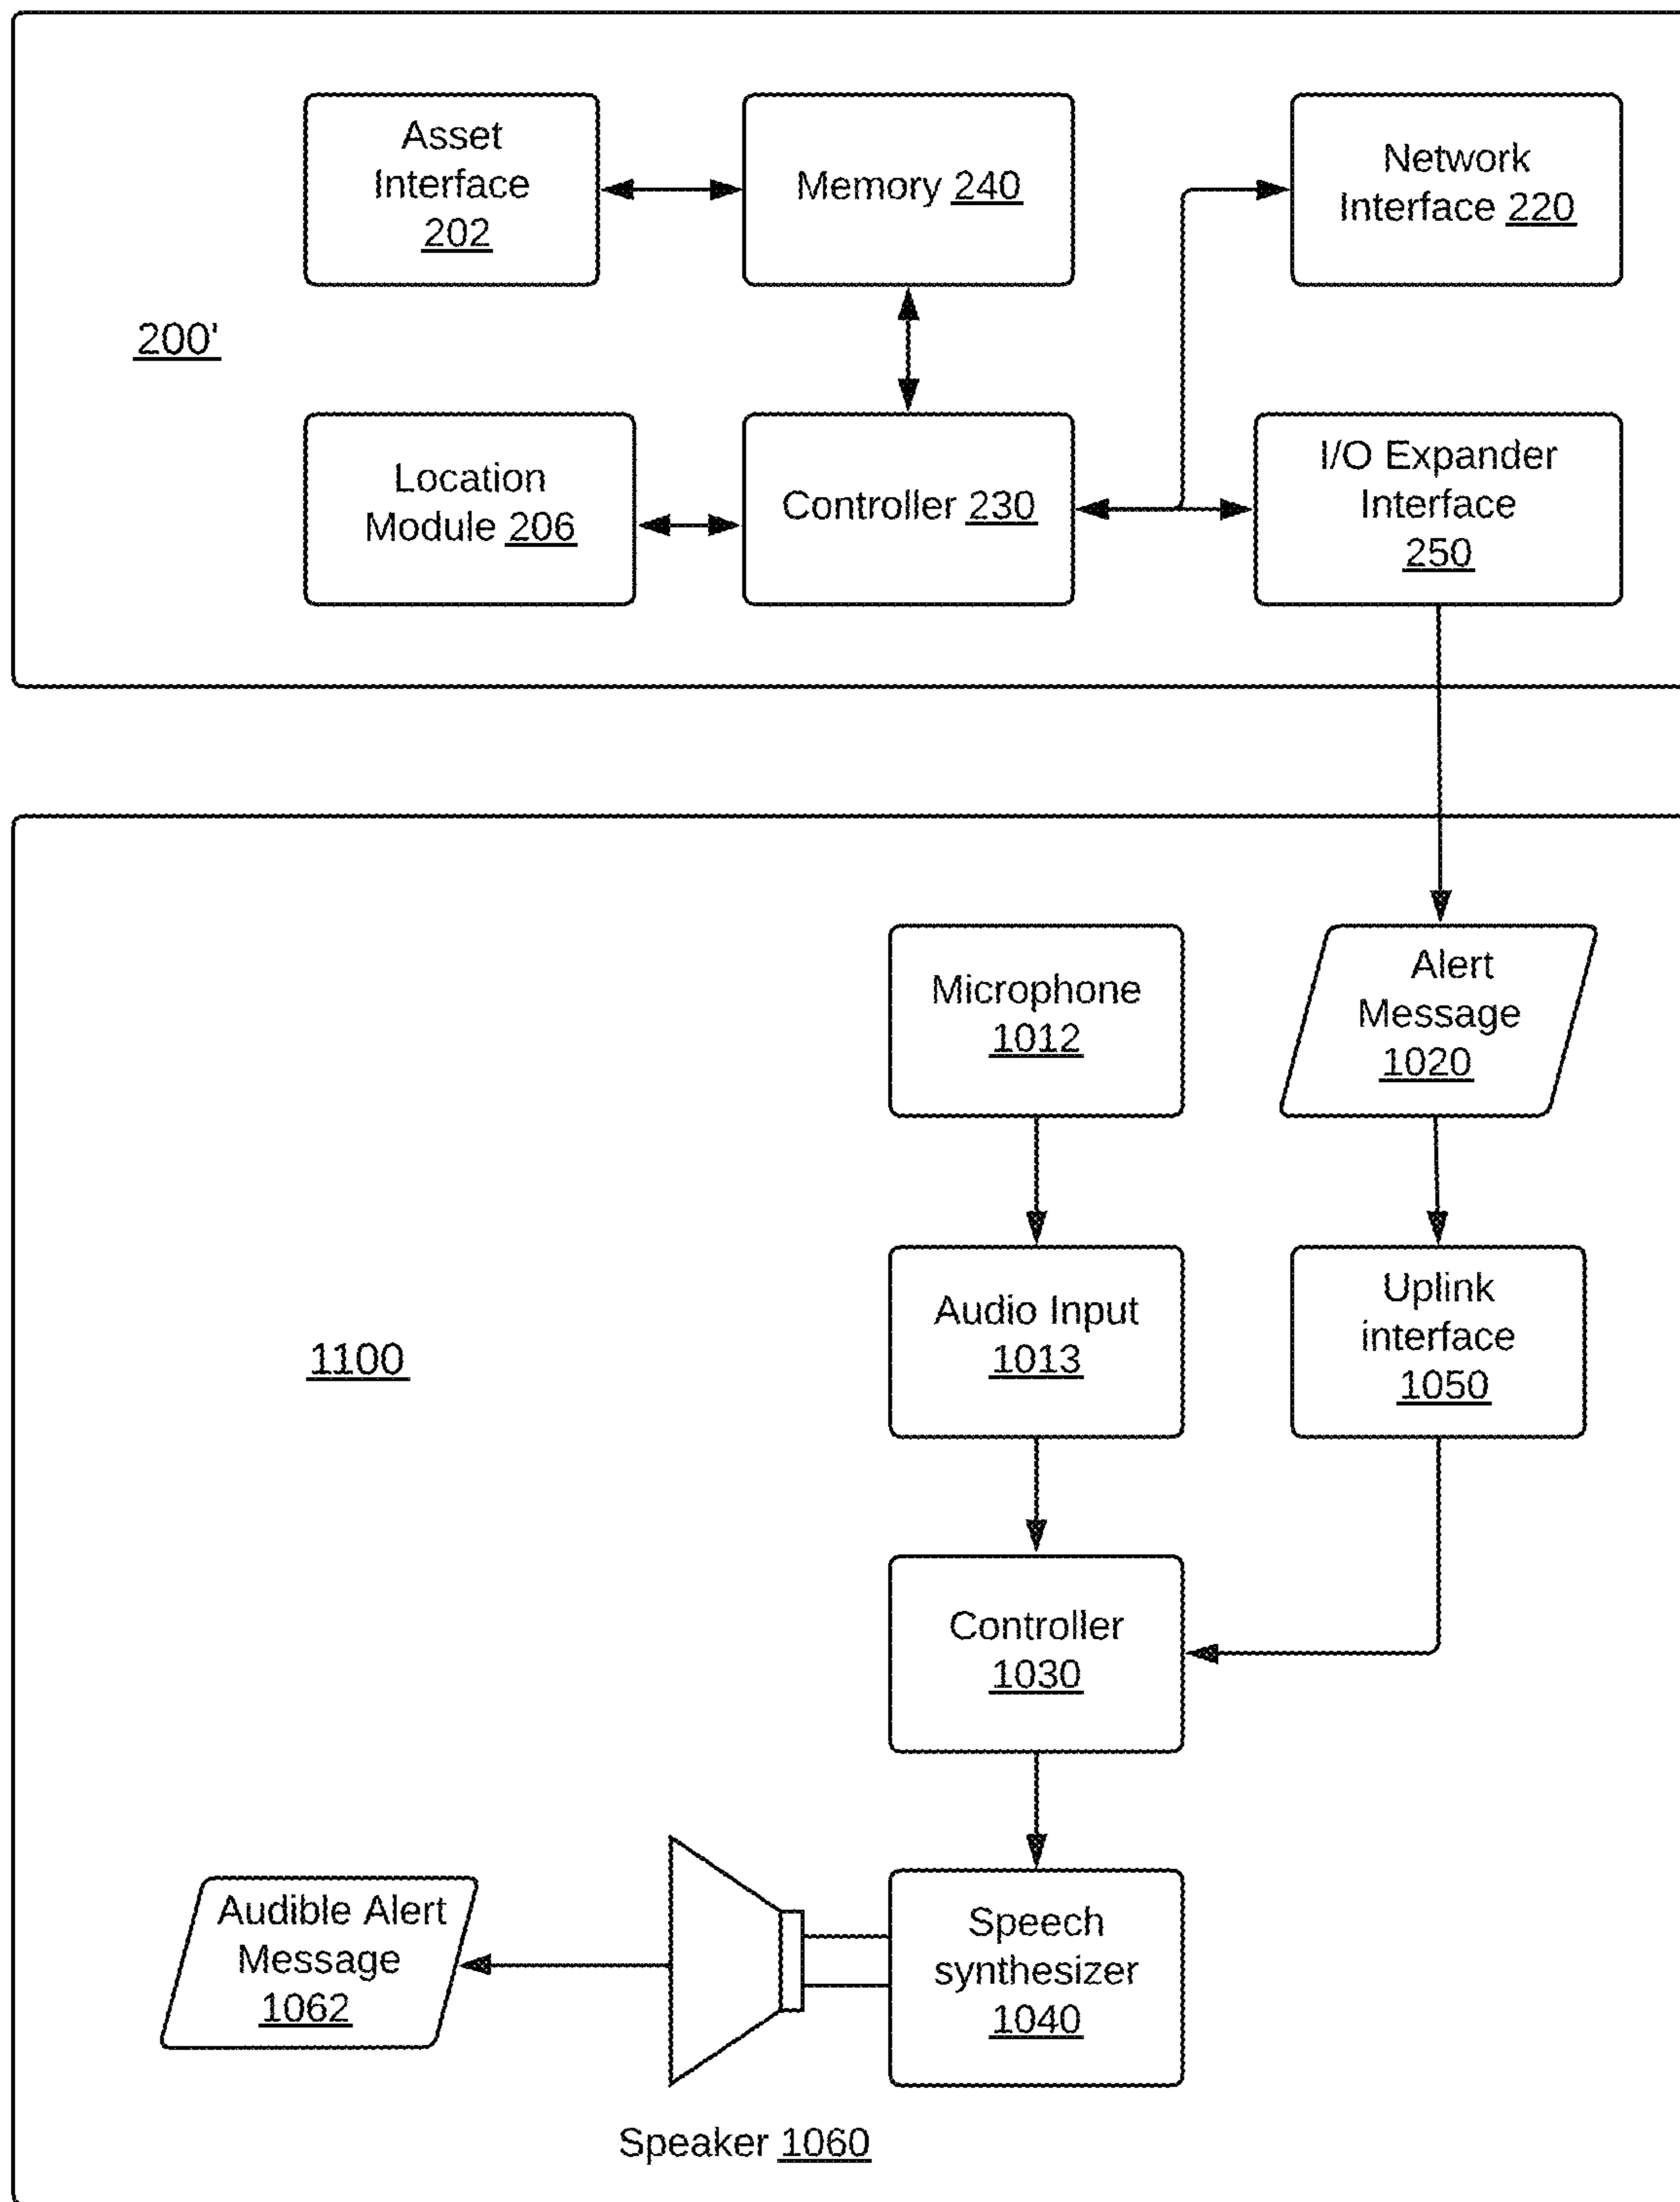 Asset
Interface
202
Memory 240
Network
Interface 220
200'
Location
Module 206
Controller 230
I/O Expander
Interface
250
Microphone
1012
Alert
Message
1020
Audio Input
1013
Uplink
interface
1050
1100
Controller
1030
Audible Alert
Message
1062
Speech
synthesizer
1040
Speaker 1060